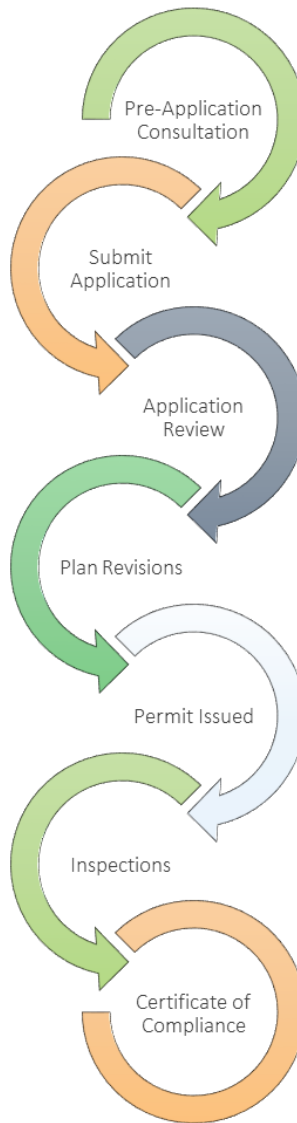 Pre-Application
Consultation
Submit
Application
Application
Review
Plan Revisions
Permit Issued
Inspections
Certificate of
Compliance